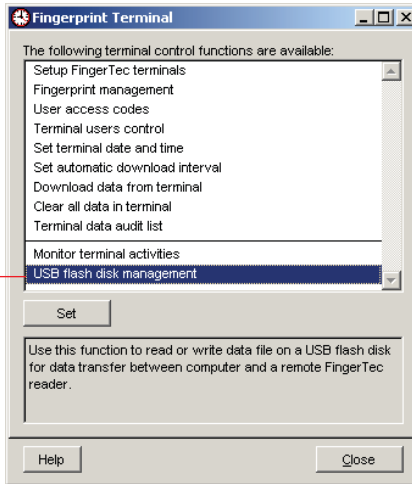 Fingerprint Terminal
The following terminal control functions are available:
Setup FingerTec terminals
Fingerprint management
User access codes
Terminal users control
Set terminal date and time
Set automatic download interval
Download data from terminal
Clear all data in terminal
Terminal data audit list
Monitor terminal activities
USB flash disk management
Set
Use this function to read or write data file on a USB flash disk
for data transfer between computer and a remote FingerTec
reader.
Help
Close